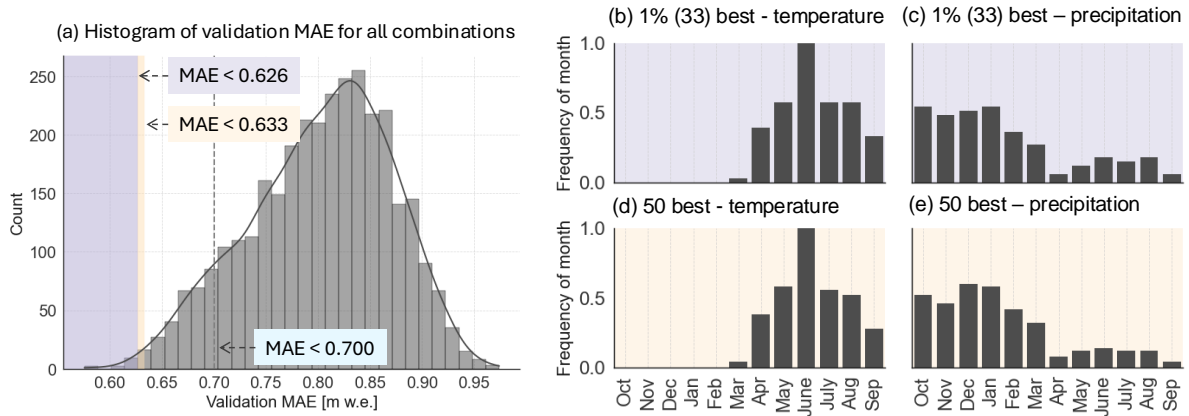 (a) Histogram of validation MAE for all combinations
MAE < 0.626
MAE < 0.633
MAE < 0.700
250
200
150
100
50
0
Count
0.60 0.65 0.70 0.75 0.80 0.85 0.90 0.95
Validation MAE [m w.e.]
(b) 1% (33) best - temperature
1.0
0.5
0.0
Frequency of month
(c) 1% (33) best – precipitation
(d) 50 best - temperature
1.0
0.5
0.0
Frequency of month
Oct Nov Dec Jan Feb Mar Apr May June July Aug Sep
(e) 50 best – precipitation
Oct Nov Dec Jan Feb Mar Apr May June July Aug Sep